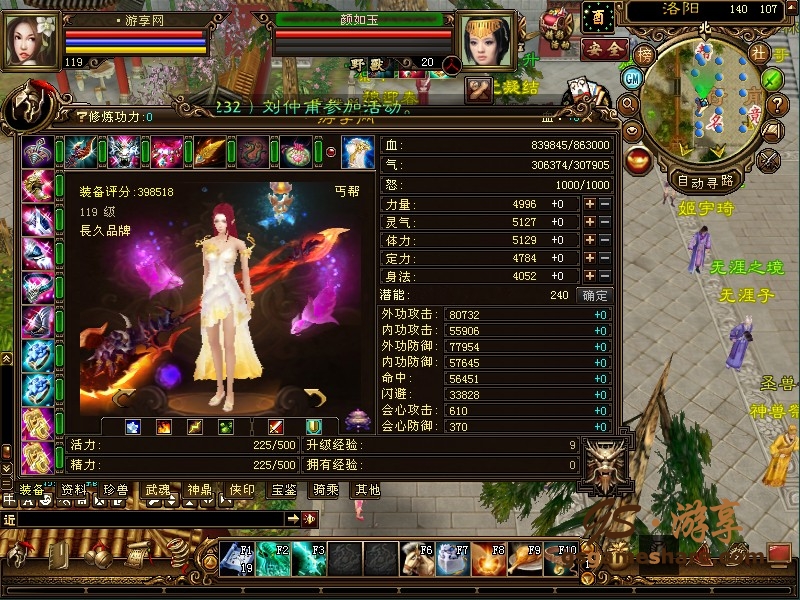 ·游享网
颜如玉
洛阳
140 107
酉
北
119
野兽
20
安全
榜
社
GM
自动寻路
232）刘仲甫参加活动。
修炼功力:0
血:
839845/863000
气:
306374/307905
怒:
1000/1000
装备评分:398518
丐帮
119 级
長久品牌
力量:
4996 +0
灵气:
5127 +0
体力:
5129 +0
定力:
4784 +0
身法:
4052 +0
潜能:
240
确定
外功攻击: 80732 +0
内功攻击: 55906 +0
外功防御: 77954 +0
内功防御: 57645 +0
命中: 56451 +0
闪避: 33828 +0
会心攻击: 610 +0
会心防御: 370 +0
活力:
225/500
升级经验:
9
精力:
225/500
拥有经验:
0
装备 资料 珍兽 武魂 神鼎 侠印 宝鉴 骑乘 其他
姬宇琦
无涯之境
无涯子
圣兽
神兽
近
F1 F2 F3 F6 F7 F8 F9 F10
19
游享